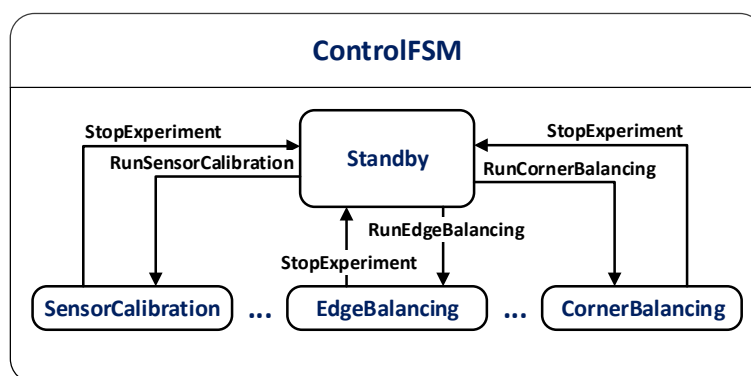 ControlFSM
StopExperiment
StopExperiment
RunSensorCalibration
Standby
RunCornerBalancing
RunEdgeBalancing
StopExperiment
SensorCalibration ... EdgeBalancing ... CornerBalancing